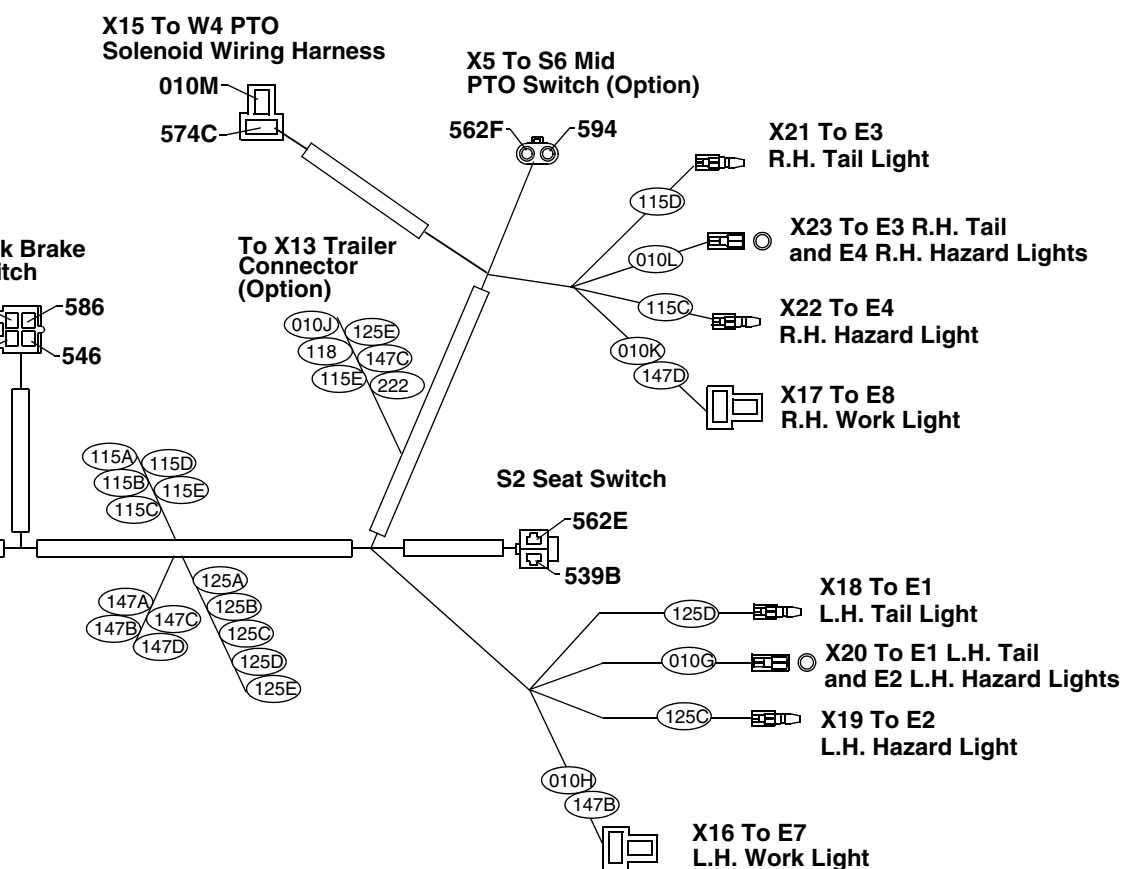 X15 To W4 PTO
Solenoid Wiring Harness
010M
574C
X5 To S6 Mid
PTO Switch (Option)
562F
594
X21 To E3
R.H. Tail Light
115D
X23 To E3 R.H. Tail
and E4 R.H. Hazard Lights
010L
X22 To E4
R.H. Hazard Light
115C
010K
147D
X17 To E8
R.H. Work Light
k Brake
itch
586
546
To X13 Trailer
Connector
(Option)
010J
125E
118
147C
115E
222
115A
115D
115B
115E
115C
S2 Seat Switch
562E
539B
147A
147C
147B
147D
125A
125B
125C
125D
125E
X18 To E1
L.H. Tail Light
125D
X20 To E1 L.H. Tail
and E2 L.H. Hazard Lights
010G
X19 To E2
L.H. Hazard Light
125C
010H
147B
X16 To E7
L.H. Work Light